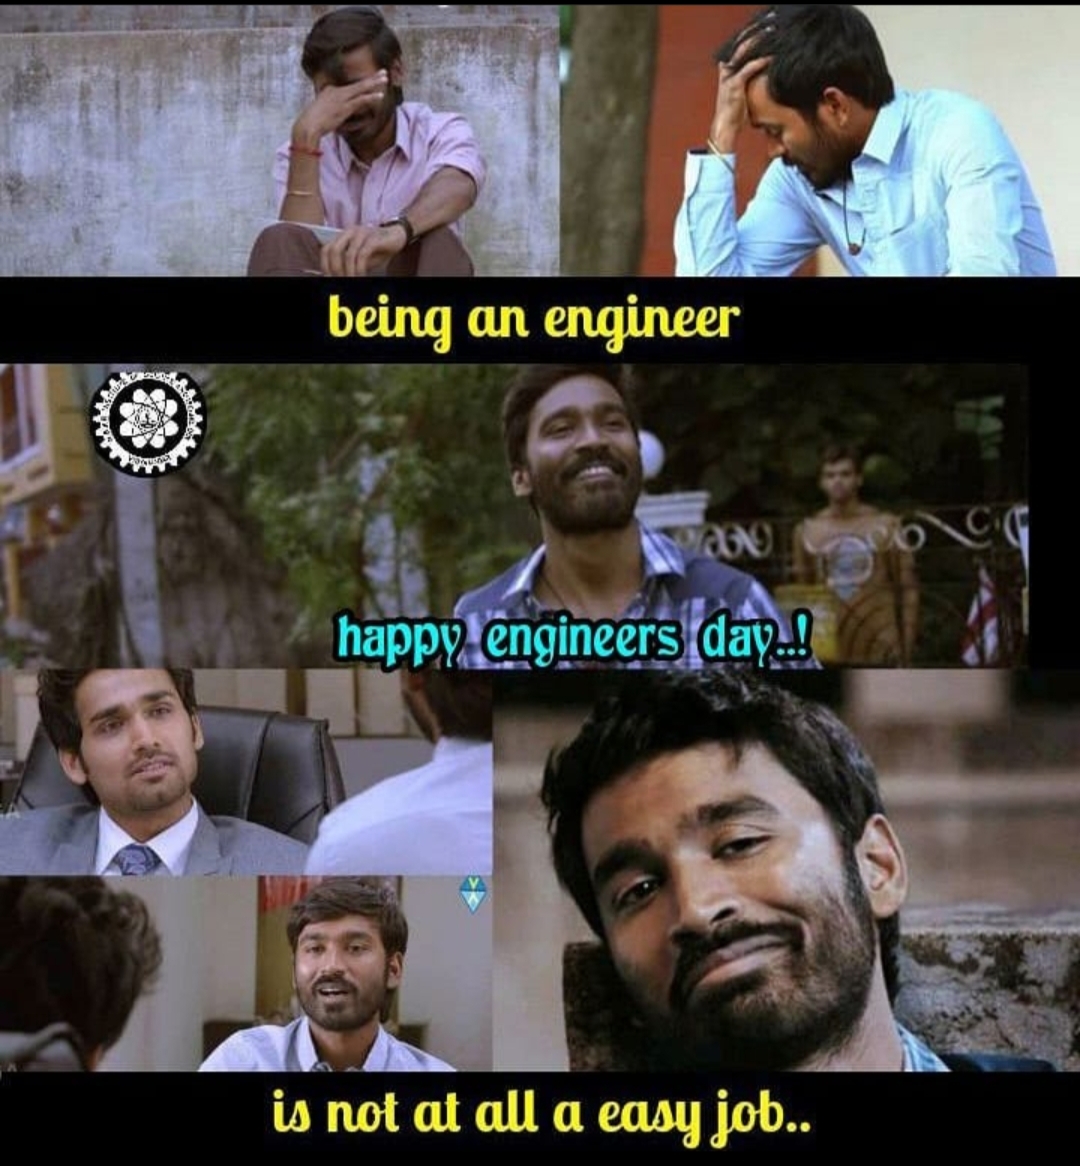 being an engineer
happy engineers day..!
is not at all a easy job..